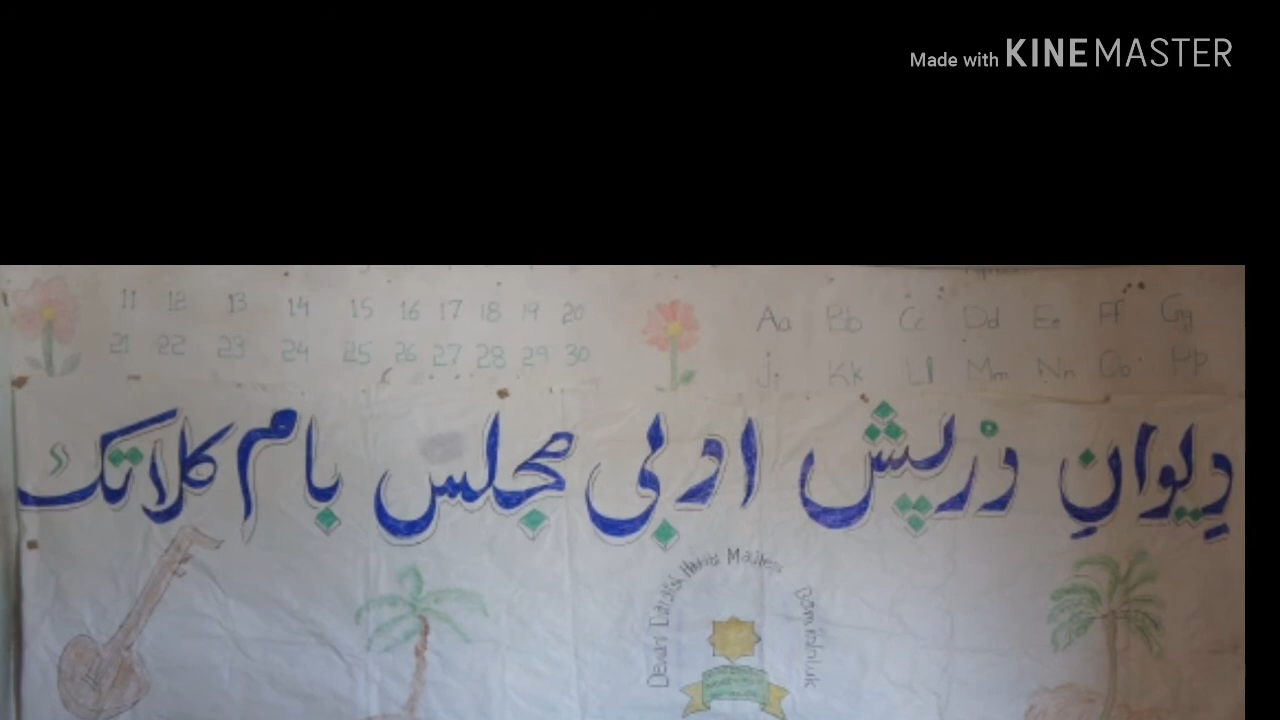 Made with KINEMASTER
11 12 13 14 15 16 17 18 19 20
Aa Bb Cc Dd Ee Ff Gg
21 22 23 24 25 26 27 28 29 30
Jj Kk Ll Mm Nn Oo Pp
دِیوانِ دْرپش ادبی مجلس بام کلاتک